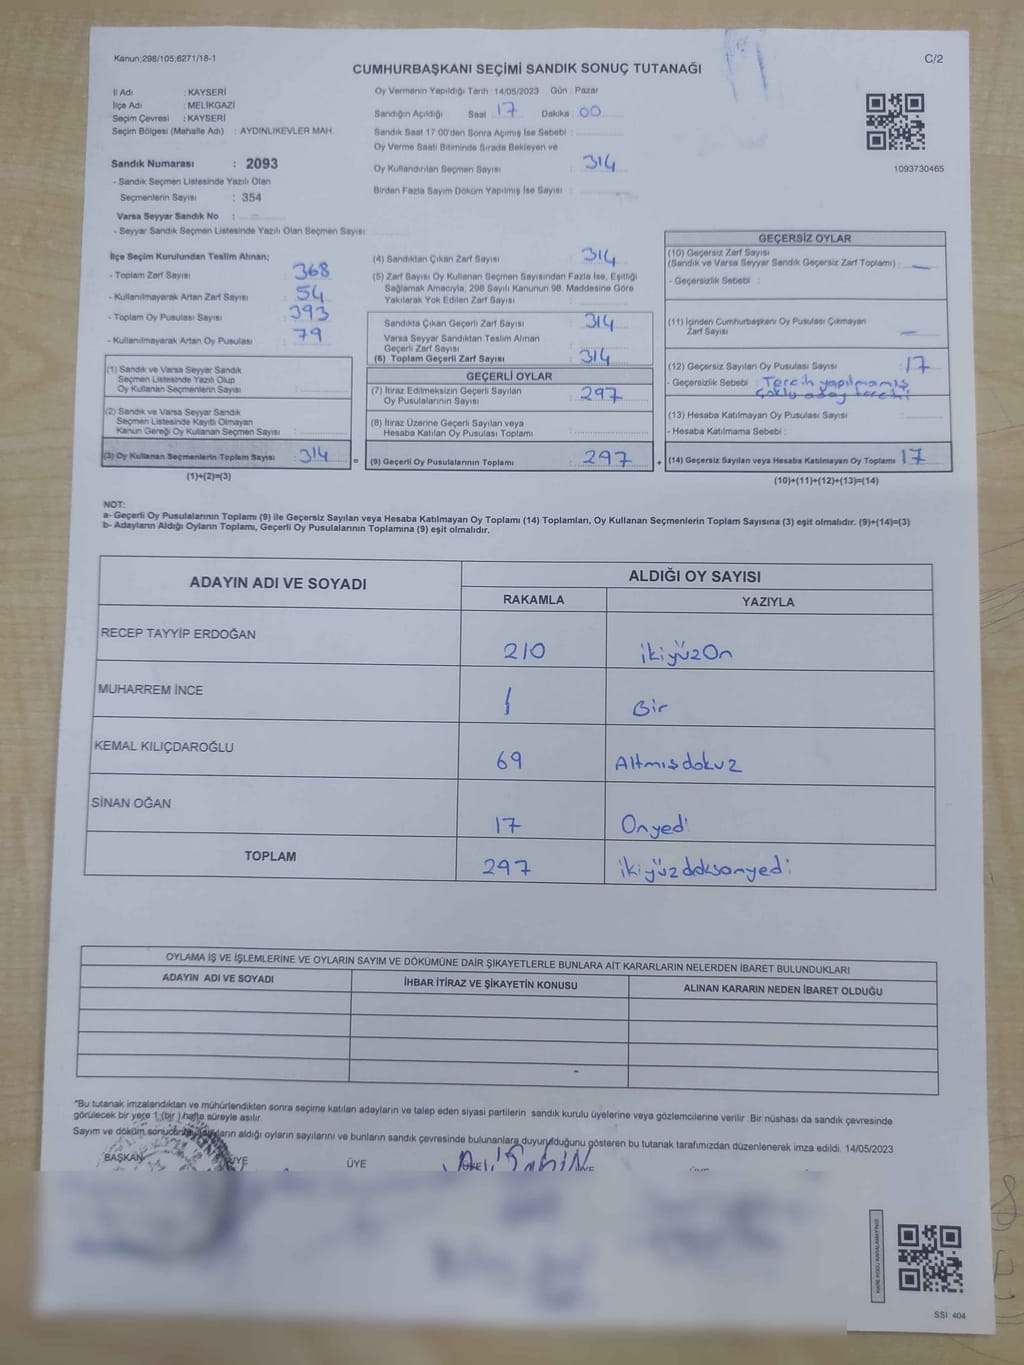 Kanun;298/105;6271/18-1
C/2
CUMHURBAŞKANI SEÇİMİ SANDIK SONUÇ TUTANAĞI
İl Adı : KAYSERİ
İlçe Adı : MELİKGAZİ
Seçim Çevresi : KAYSERİ
Seçim Bölgesi (Mahalle Adı) : AYDINLIKEVLER MAH.
Sandık Numarası : 2093
- Sandık Seçmen Listesinde Yazılı Olan
Seçmenlerin Sayısı : 354
Varsa Seyyar Sandık No :
- Seyyar Sandık Seçmen Listesinde Yazılı Olan Seçmen Sayısı:
Oy Vermenin Yapıldığı Tarih :14/05/2023 Gün : Pazar
Sandığın Açıldığı Saat : 17 Dakika : 00
Sandık Saat 17:00'den Sonra Açımış İse Sebebi :
Oy Verme Saati Bitiminde Sırada Bekleyen ve
Oy Kullandırılan Seçmen Sayısı : 314
Birden Fazla Sayım Döküm Yapılmış İse Sayısı :
1093730465
İlçe Seçim Kurulundan Teslim Alınan;
- Toplam Zarf Sayısı : 368
- Kullanılmayarak Artan Zarf Sayısı : 54
- Toplam Oy Pusulası Sayısı : 393
- Kullanılmayarak Artan Oy Pusulası : 79
(1) Sandık ve Varsa Seyyar Sandık
Seçmen Listesinde Yazılı Olup
Oy Kullanan Seçmenlerin Sayısı :
(2) Sandık ve Varsa Seyyar Sandık
Seçmen Listesinde Kayıtlı Olmayan
Kanun Gereği Oy Kullanan Seçmen Sayısı :
(3) Oy Kullanan Seçmenlerin Toplam Sayısı : 314
(1)+(2)=(3)
(4) Sandıktan Çıkan Zarf Sayısı : 314
(5) Zarf Sayısı Oy Kullanan Seçmen Sayısından Fazla İse, Eşitliği
Sağlamak Amacıyla, 298 Sayılı Kanunun 98. Maddesine Göre
Yakılarak Yok Edilen Zarf Sayısı :
Sandıkta Çıkan Geçerli Zarf Sayısı : 314
Varsa Seyyar Sandıktan Teslim Alınan
Geçerli Zarf Sayısı :
(6) Toplam Geçerli Zarf Sayısı : 314
GEÇERLİ OYLAR
(7) İtiraz Edilmeksizin Geçerli Sayılan
Oy Pusulalarının Sayısı : 297
(8) İtiraz Üzerine Geçerli Sayılan veya
Hesaba Katılan Oy Pusulası Toplamı :
= (9) Geçerli Oy Pusulalarının Toplamı : 297
GEÇERSİZ OYLAR
(10) Geçersiz Zarf Sayısı
(Sandık ve Varsa Seyyar Sandık Geçersiz Zarf Toplamı) : —
- Geçersizlik Sebebi :
(11) İçinden Cumhurbaşkanı Oy Pusulası Çıkmayan
Zarf Sayısı : —
(12) Geçersiz Sayılan Oy Pusulası Sayısı : 17
- Geçersizlik Sebebi : Tercih yapılmamış
çoklu aday tercihi
(13) Hesaba Katılmayan Oy Pusulası Sayısı :
- Hesaba Katılmama Sebebi :
+ (14) Geçersiz Sayılan veya Hesaba Katılmayan Oy Toplamı : 17
(10)+(11)+(12)+(13)=(14)
NOT:
a- Geçerli Oy Pusulalarının Toplamı (9) ile Geçersiz Sayılan veya Hesaba Katılmayan Oy Toplamı (14) Toplamları, Oy Kullanan Seçmenlerin Toplam Sayısına (3) eşit olmalıdır. (9)+(14)=(3)
b- Adayların Aldığı Oyların Toplamı, Geçerli Oy Pusulalarının Toplamına (9) eşit olmalıdır.
ADAYIN ADI VE SOYADI ALDIĞI OY SAYISI
RAKAMLA YAZIYLA
RECEP TAYYİP ERDOĞAN 210 ikiyüzOn
MUHARREM İNCE 1 Bir
KEMAL KILIÇDAROĞLU 69 Altmışdokuz
SİNAN OĞAN 17 Onyedi
TOPLAM 297 ikiyüzdoksanyedi
OYLAMA İŞ VE İŞLEMLERİNE VE OYLARIN SAYIM VE DÖKÜMÜNE DAİR ŞİKAYETLERLE BUNLARA AİT KARARLARIN NELERDEN İBARET BULUNDUKLARI
ADAYIN ADI VE SOYADI İHBAR İTİRAZ VE ŞİKAYETİN KONUSU ALINAN KARARIN NEDEN İBARET OLDUĞU
"Bu tutanak imzalandıktan ve mühürlendikten sonra seçime katılan adayların ve talep eden siyasi partilerin sandık kurulu üyelerine veya gözlemcilerine verilir .Bir nüshası da sandık çevresinde
görülecek bir yere 1 (bir ) hafta süreyle asılır.
Sayım ve döküm aldığı oyların sayılarını ve bunların sandık çevresinde bulunanlara duyurulduğunu gösteren bu tutanak tarafımızdan düzenlenerek imza edildi. 14/05/2023
BAŞKAN ÜYE ÜYE
SSI 404